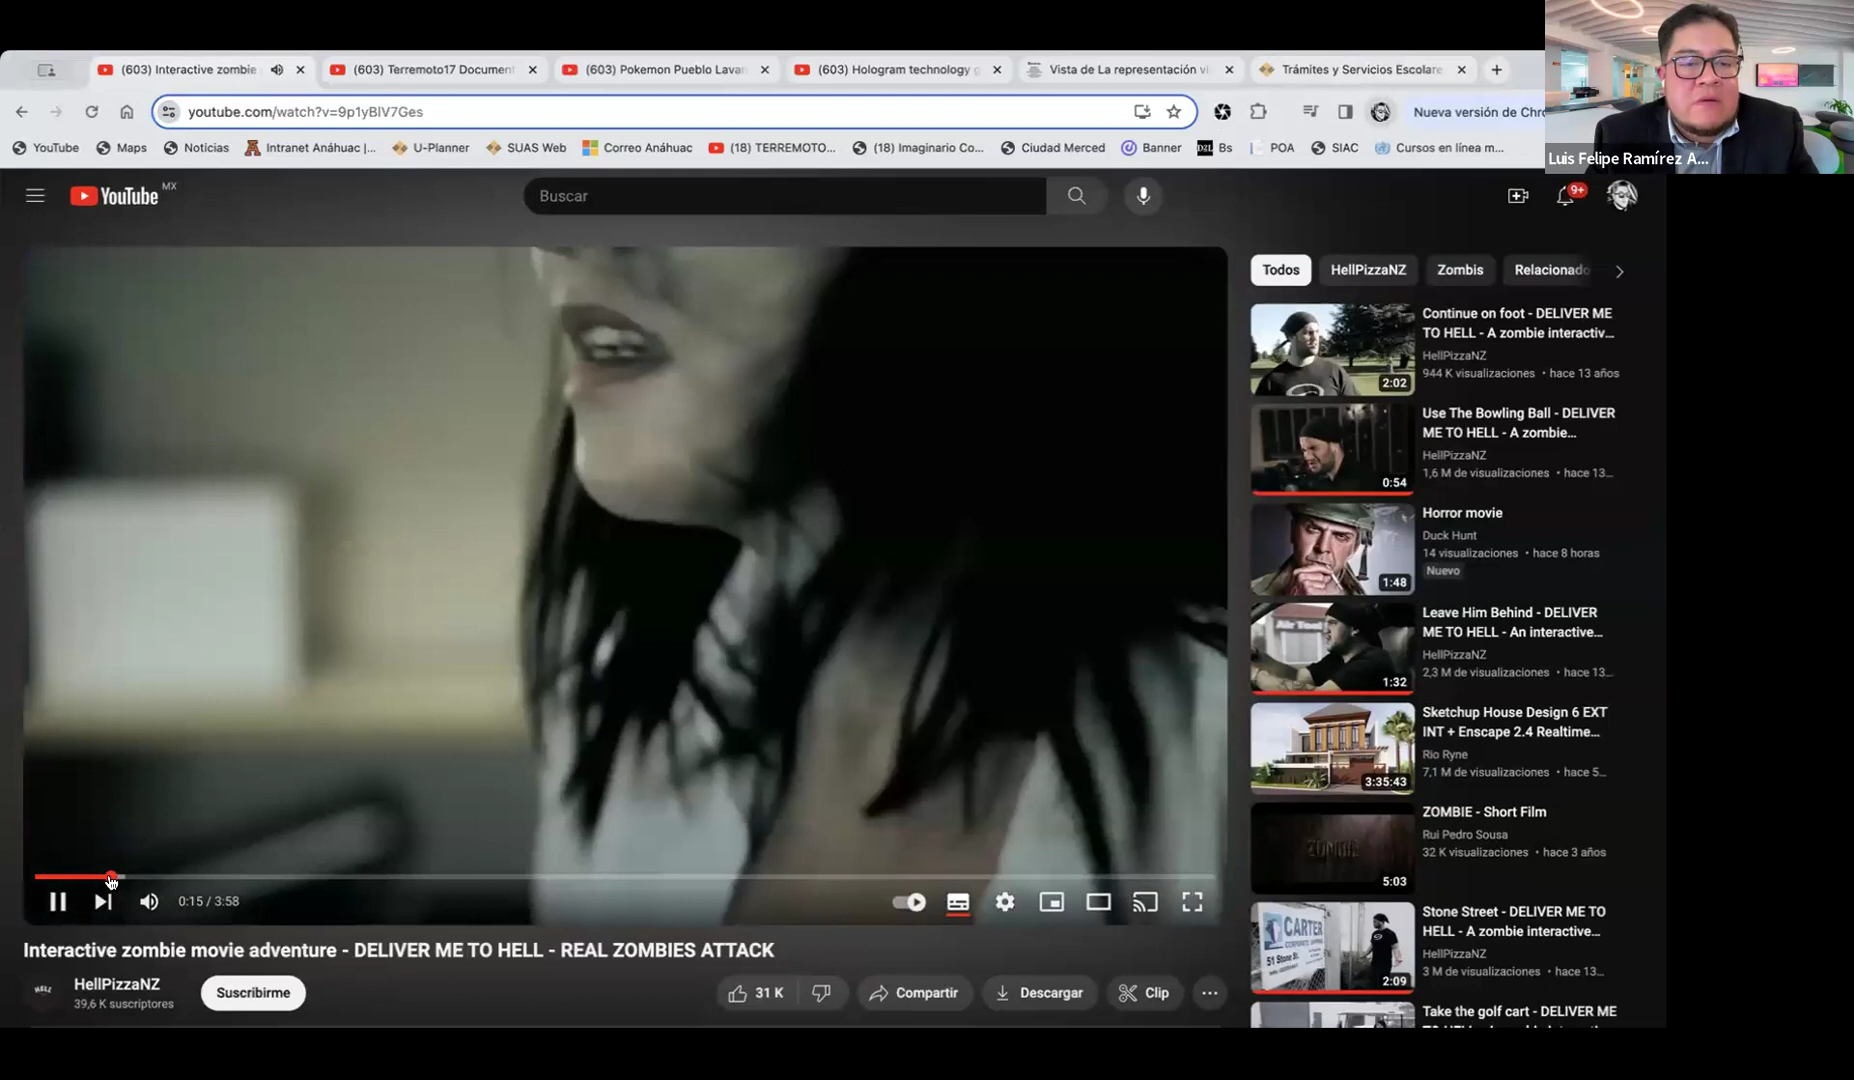 (603) Interactive zombie
(603) Terremoto17 Document
(603) Pokemon Pueblo Lavan
(603) Hologram technology g
Vista de La representación vi
Trámites y Servicios Escolare
youtube.com/watch?v=9p1yBlV7Ges
Nueva versión de Chro
Luis Felipe Ramírez A...
YouTube
Maps
Noticias
Intranet Anáhuac |...
U-Planner
SUAS Web
Correo Anáhuac
(18) TERREMOTO...
(18) Imaginario Co...
Ciudad Merced
Banner
Bs
POA
SIAC
Cursos en línea m...
YouTube MX
Buscar
9+
Todos
HellPizzaNZ
Zombis
Relacionado
Continue on foot - DELIVER ME
TO HELL - A zombie interactiv...
HellPizzaNZ
944 K visualizaciones • hace 13 años
2:02
Use The Bowling Ball - DELIVER
ME TO HELL - A zombie...
HellPizzaNZ
1,6 M de visualizaciones • hace 13...
0:54
Horror movie
Duck Hunt
14 visualizaciones • hace 8 horas
Nuevo
1:48
Leave Him Behind - DELIVER
ME TO HELL - An interactive...
HellPizzaNZ
2,3 M de visualizaciones • hace 13...
1:32
Sketchup House Design 6 EXT
INT + Enscape 2.4 Realtime...
Rio Ryne
7,1 M de visualizaciones • hace 5...
3:35:43
ZOMBIE - Short Film
Rui Pedro Sousa
32 K visualizaciones • hace 3 años
ZOMBIE
5:03
Stone Street - DELIVER ME TO
HELL - A zombie interactive...
HellPizzaNZ
3 M de visualizaciones • hace 13...
CARTER
51 Stone St.
2:09
Take the golf cart - DELIVER ME
0:15 / 3:58
Interactive zombie movie adventure - DELIVER ME TO HELL - REAL ZOMBIES ATTACK
HELL
HellPizzaNZ
39,6 K suscriptores
Suscribirme
31 K
Compartir
Descargar
Clip